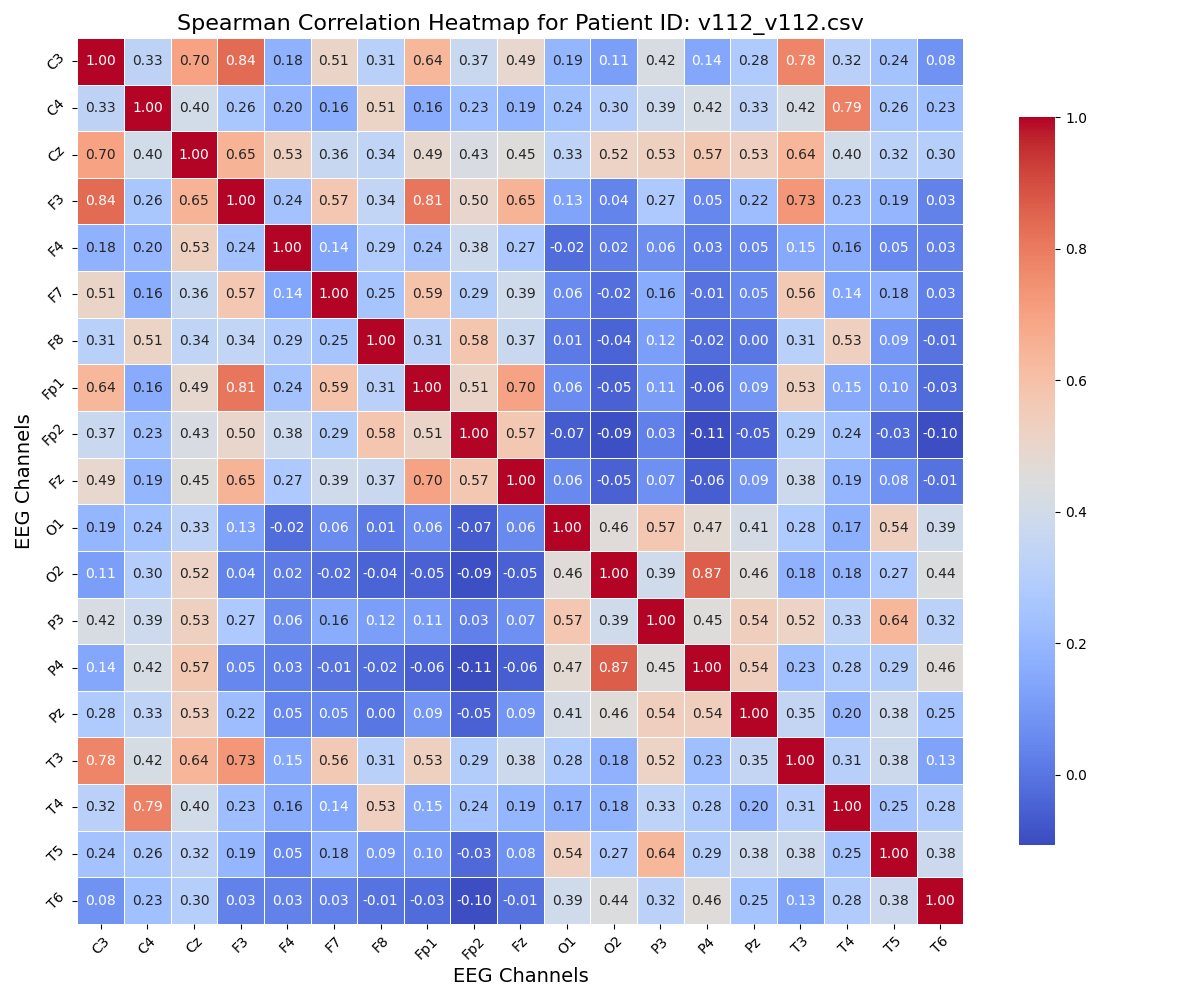 Spearman Correlation Heatmap for Patient ID: v112_v112.csv
C3 1.00 0.33 0.70 0.84 0.18 0.51 0.31 0.64 0.37 0.49 0.19 0.11 0.42 0.14 0.28 0.78 0.32 0.24 0.08
C4 0.33 1.00 0.40 0.26 0.20 0.16 0.51 0.16 0.23 0.19 0.24 0.30 0.39 0.42 0.33 0.42 0.79 0.26 0.23
Cz 0.70 0.40 1.00 0.65 0.53 0.36 0.34 0.49 0.43 0.45 0.33 0.52 0.53 0.57 0.53 0.64 0.40 0.32 0.30
F3 0.84 0.26 0.65 1.00 0.24 0.57 0.34 0.81 0.50 0.65 0.13 0.04 0.27 0.05 0.22 0.73 0.23 0.19 0.03
F4 0.18 0.20 0.53 0.24 1.00 0.14 0.29 0.24 0.38 0.27 -0.02 0.02 0.06 0.03 0.05 0.15 0.16 0.05 0.03
F7 0.51 0.16 0.36 0.57 0.14 1.00 0.25 0.59 0.29 0.39 0.06 -0.02 0.16 -0.01 0.05 0.56 0.14 0.18 0.03
F8 0.31 0.51 0.34 0.34 0.29 0.25 1.00 0.31 0.58 0.37 0.01 -0.04 0.12 -0.02 0.00 0.31 0.53 0.09 -0.01
Fp1 0.64 0.16 0.49 0.81 0.24 0.59 0.31 1.00 0.51 0.70 0.06 -0.05 0.11 -0.06 0.09 0.53 0.15 0.10 -0.03
Fp2 0.37 0.23 0.43 0.50 0.38 0.29 0.58 0.51 1.00 0.57 -0.07 -0.09 0.03 -0.11 -0.05 0.29 0.24 -0.03 -0.10
Fz 0.49 0.19 0.45 0.65 0.27 0.39 0.37 0.70 0.57 1.00 0.06 -0.05 0.07 -0.06 0.09 0.38 0.19 0.08 -0.01
O1 0.19 0.24 0.33 0.13 -0.02 0.06 0.01 0.06 -0.07 0.06 1.00 0.46 0.57 0.47 0.41 0.28 0.17 0.54 0.39
O2 0.11 0.30 0.52 0.04 0.02 -0.02 -0.04 -0.05 -0.09 -0.05 0.46 1.00 0.39 0.87 0.46 0.18 0.18 0.27 0.44
P3 0.42 0.39 0.53 0.27 0.06 0.16 0.12 0.11 0.03 0.07 0.57 0.39 1.00 0.45 0.54 0.52 0.33 0.64 0.32
P4 0.14 0.42 0.57 0.05 0.03 -0.01 -0.02 -0.06 -0.11 -0.06 0.47 0.87 0.45 1.00 0.54 0.23 0.28 0.29 0.46
Pz 0.28 0.33 0.53 0.22 0.05 0.05 0.00 0.09 -0.05 0.09 0.41 0.46 0.54 0.54 1.00 0.35 0.20 0.38 0.25
T3 0.78 0.42 0.64 0.73 0.15 0.56 0.31 0.53 0.29 0.38 0.28 0.18 0.52 0.23 0.35 1.00 0.31 0.38 0.13
T4 0.32 0.79 0.40 0.23 0.16 0.14 0.53 0.15 0.24 0.19 0.17 0.18 0.33 0.28 0.20 0.31 1.00 0.25 0.28
T5 0.24 0.26 0.32 0.19 0.05 0.18 0.09 0.10 -0.03 0.08 0.54 0.27 0.64 0.29 0.38 0.38 0.25 1.00 0.38
T6 0.08 0.23 0.30 0.03 0.03 0.03 -0.01 -0.03 -0.10 -0.01 0.39 0.44 0.32 0.46 0.25 0.13 0.28 0.38 1.00
C3 C4 Cz F3 F4 F7 F8 Fp1 Fp2 Fz O1 O2 P3 P4 Pz T3 T4 T5 T6
EEG Channels
EEG Channels
1.0
0.8
0.6
0.4
0.2
0.0